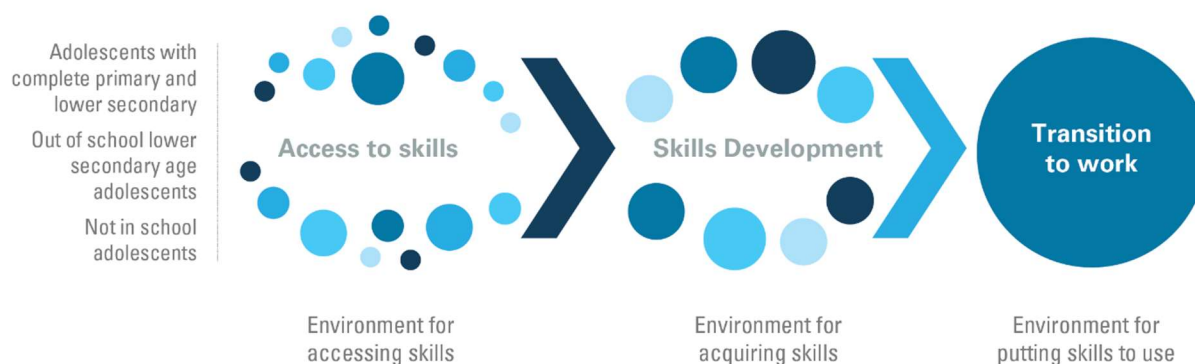 Adolescents with
complete primary and
lower secondary
Out of school lower
secondary age
adolescents
Not in school
adolescents
Access to skills
Skills Development
Transition
to work
Environment for
accessing skills
Environment for
acquiring skills
Environment for
putting skills to use